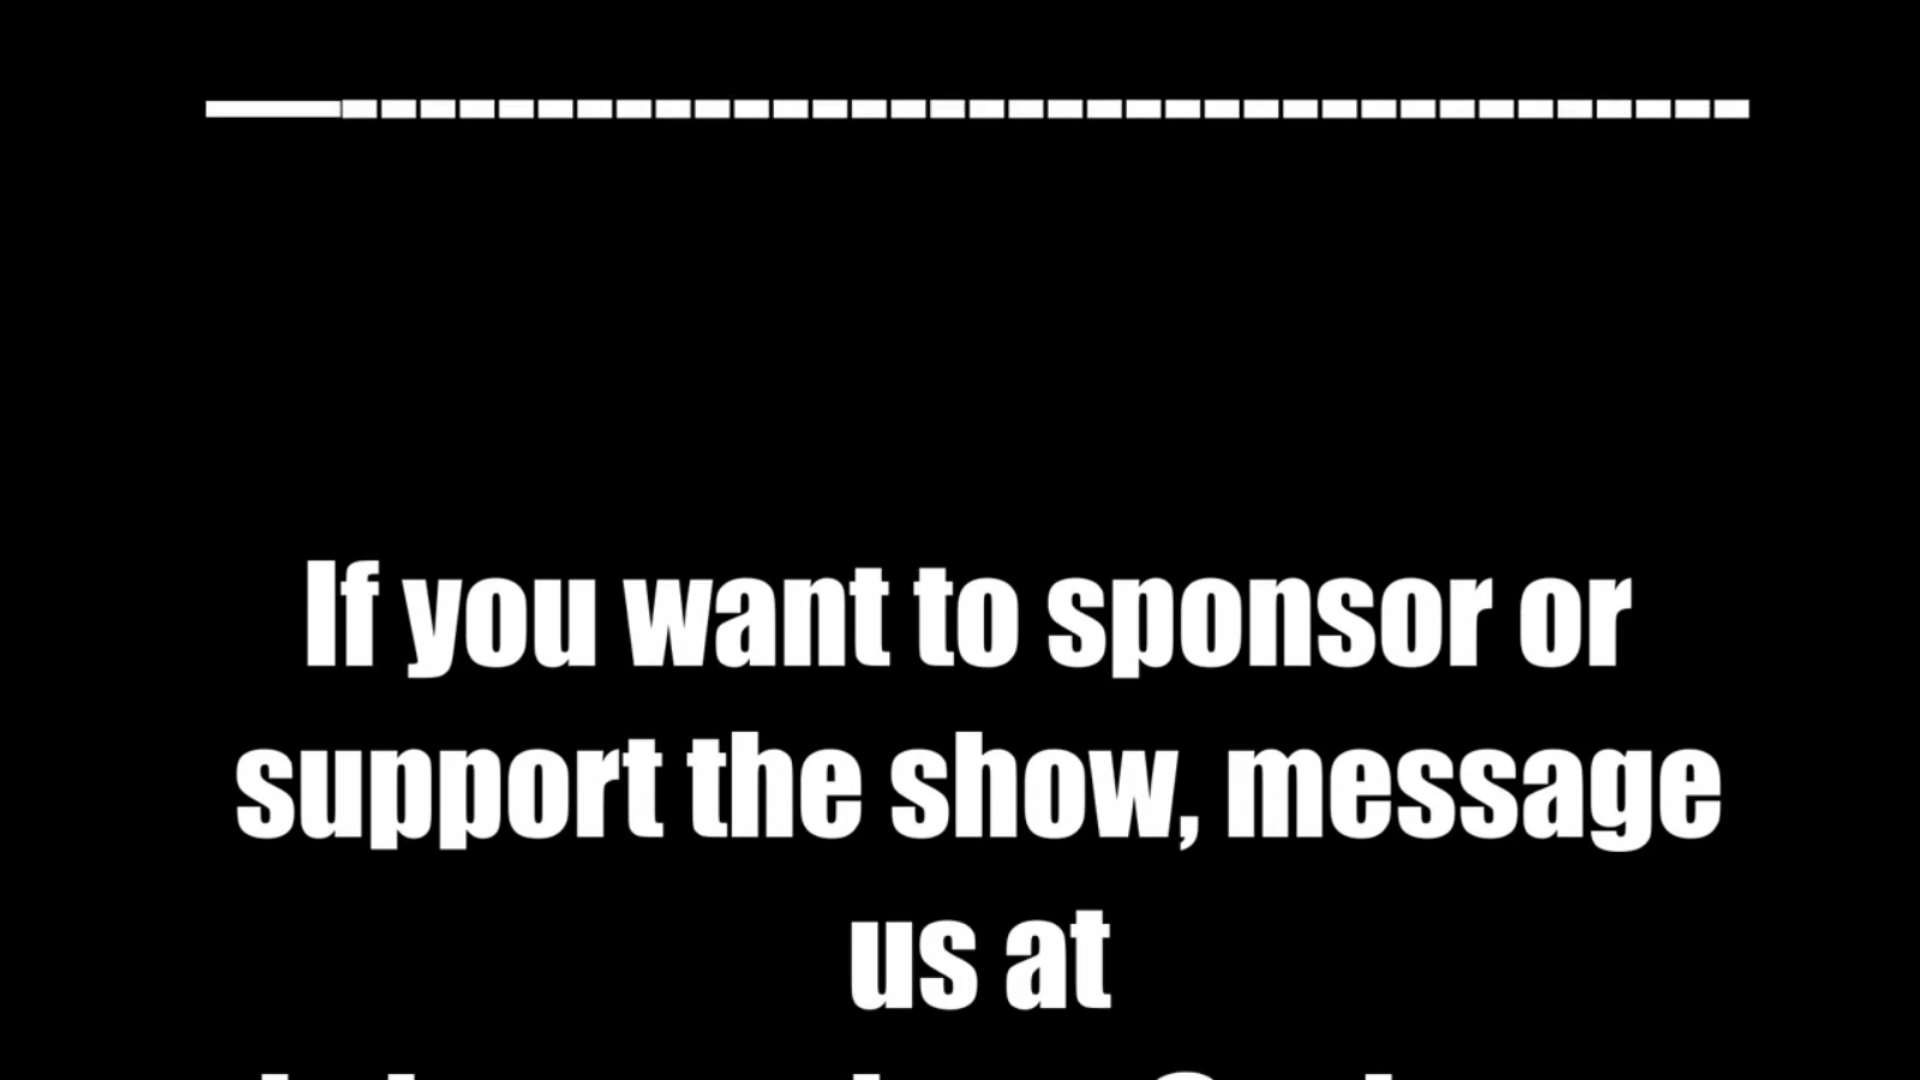 If you want to sponsor or
support the show, message
us at